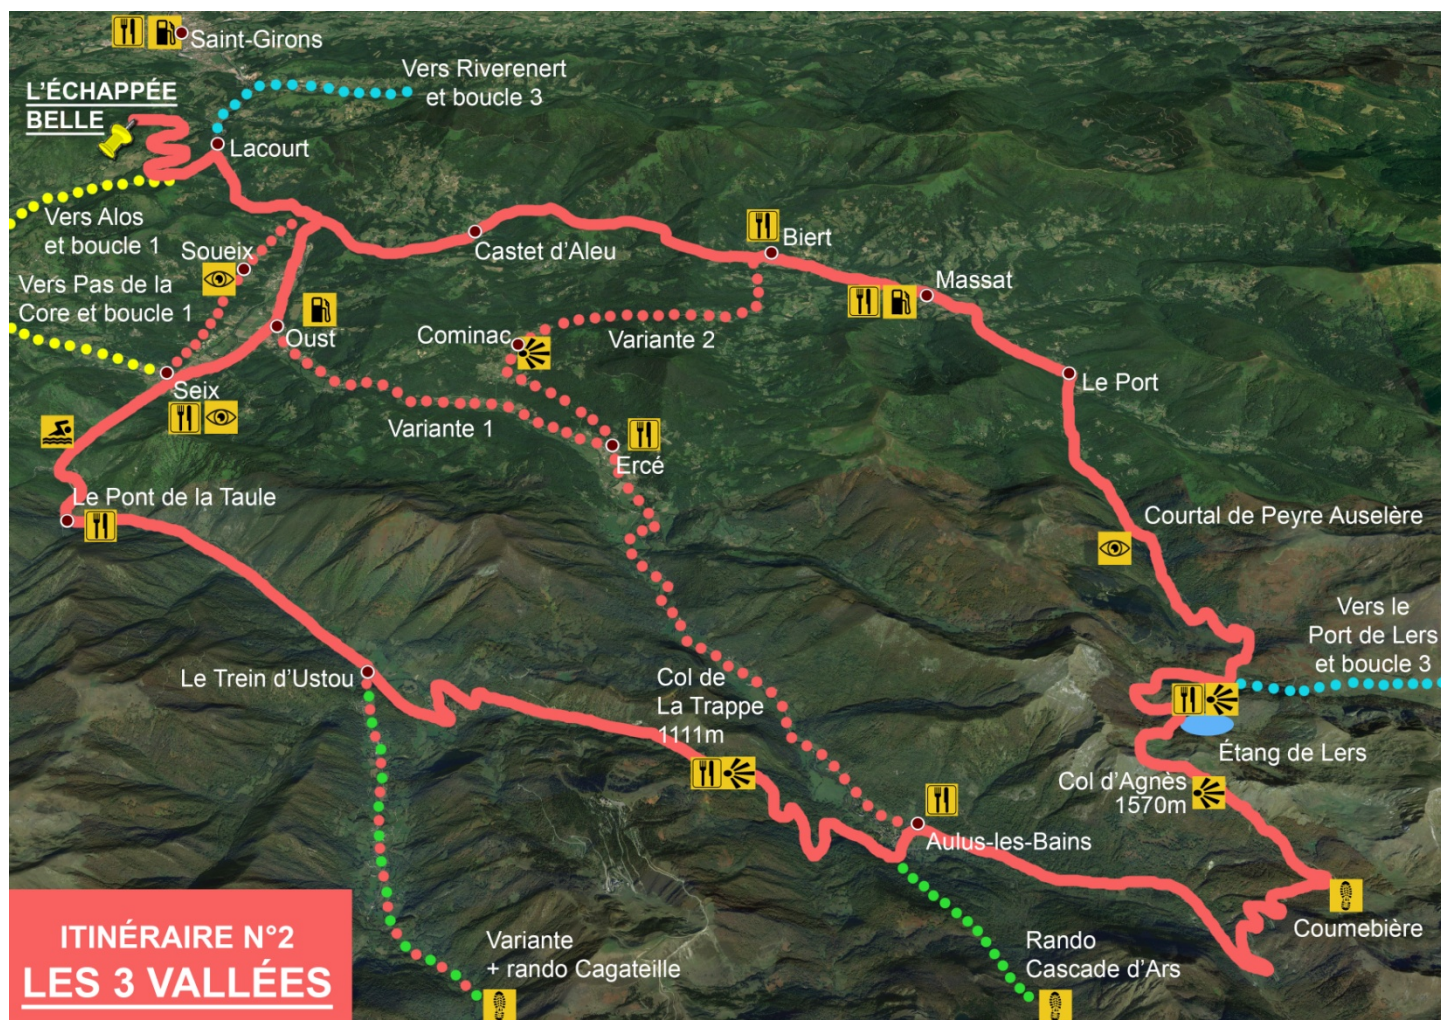 Saint-Girons
Vers Riverenert
et boucle 3
L'ÉCHAPPÉE
BELLE
Lacourt
Vers Alos
et boucle 1
Soueix
Castet d'Aleu
Biert
Massat
Vers Pas de la
Core et boucle 1
Oust
Cominac
Variante 2
Le Port
Seix
Variante 1
Ercé
Le Pont de la Taule
Courtal de Peyre Auselère
Vers le
Port de Lers
et boucle 3
Le Trein d'Ustou
Col de
La Trappe
1111m
Étang de Lers
Col d'Agnès
1570m
Aulus-les-Bains
Coumebière
ITINÉRAIRE N°2
LES 3 VALLÉES
Variante
+ rando Cagateille
Rando
Cascade d'Ars